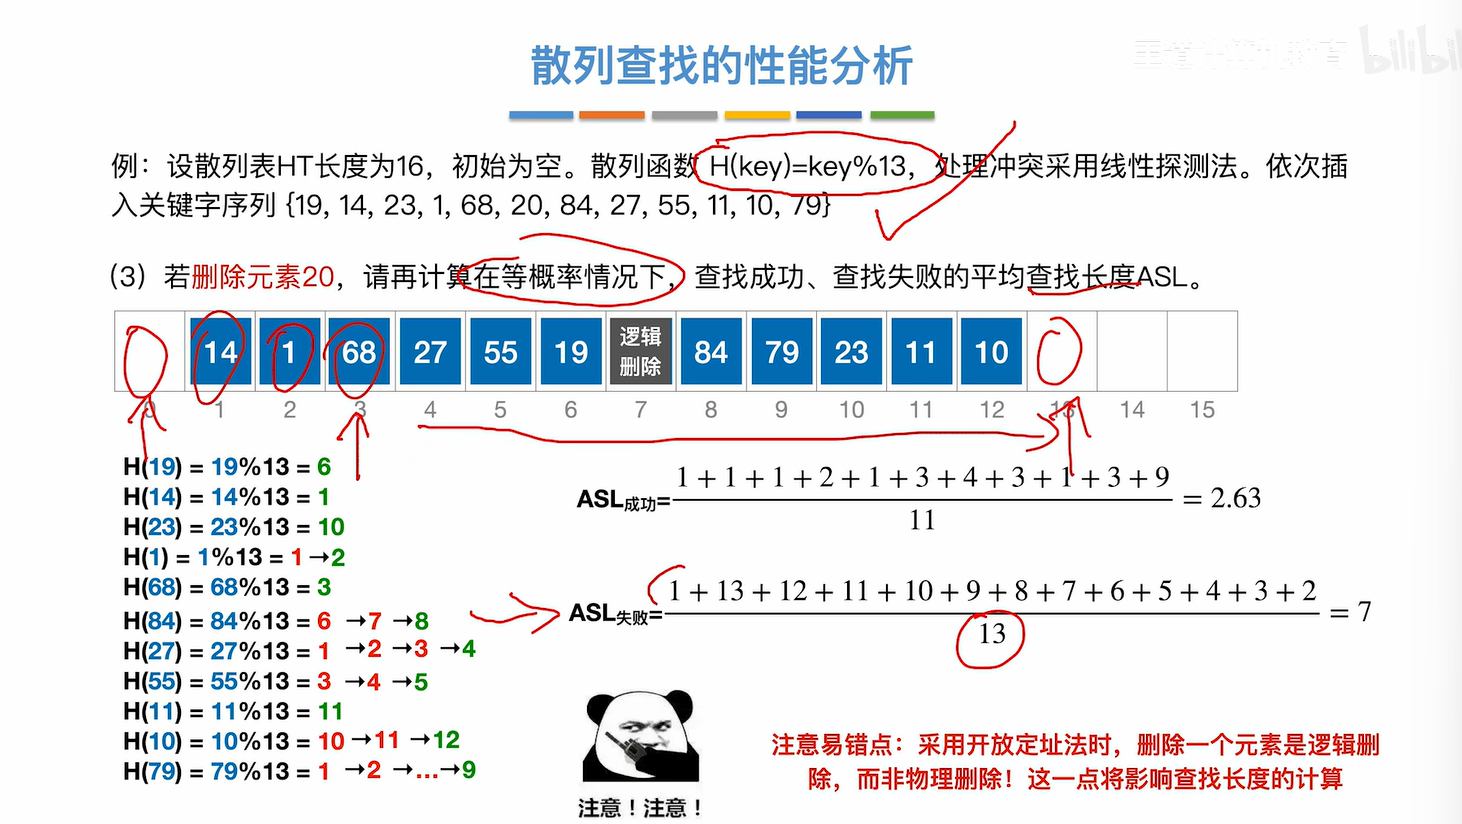 bilibili
散列查找的性能分析
例：设散列表HT长度为16，初始为空。散列函数 H(key)=key%13，处理冲突采用线性探测法。依次插
入关键字序列 {19, 14, 23, 1, 68, 20, 84, 27, 55, 11, 10, 79}
（3）若删除元素20，请再计算在等概率情况下，查找成功、查找失败的平均查找长度ASL。
14 1 68 27 55 19 逻辑删除 84 79 23 11 10
0 1 2 3 4 5 6 7 8 9 10 11 12 13 14 15
H(19) = 19%13 = 6
H(14) = 14%13 = 1
H(23) = 23%13 = 10
H(1) = 1%13 = 1→2
H(68) = 68%13 = 3
H(84) = 84%13 = 6 →7 →8
H(27) = 27%13 = 1 →2 →3 →4
H(55) = 55%13 = 3 →4 →5
H(11) = 11%13 = 11
H(10) = 10%13 = 10→11 →12
H(79) = 79%13 = 1 →2 →...→9
1 + 1 + 1 + 2 + 1 + 3 + 4 + 3 + 1 + 3 + 9
ASL成功= = 2.63
11
1 + 13 + 12 + 11 + 10 + 9 + 8 + 7 + 6 + 5 + 4 + 3 + 2
ASL失败= = 7
13
注意！注意！
注意易错点：采用开放定址法时，删除一个元素是逻辑删
除，而非物理删除！这一点将影响查找长度的计算